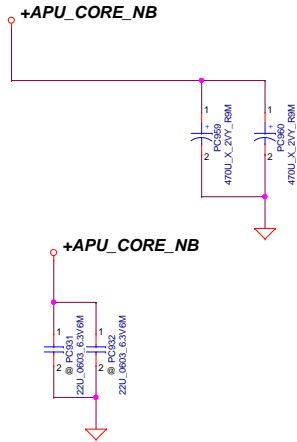 +APU_CORE_NB
1
+
2
PC959
470U_X_2VY_R9M
1
+
2
PC960
470U_X_2VY_R9M
+APU_CORE_NB
1
2
@ PC931
22U_0603_6.3V6M
1
2
@ PC932
22U_0603_6.3V6M